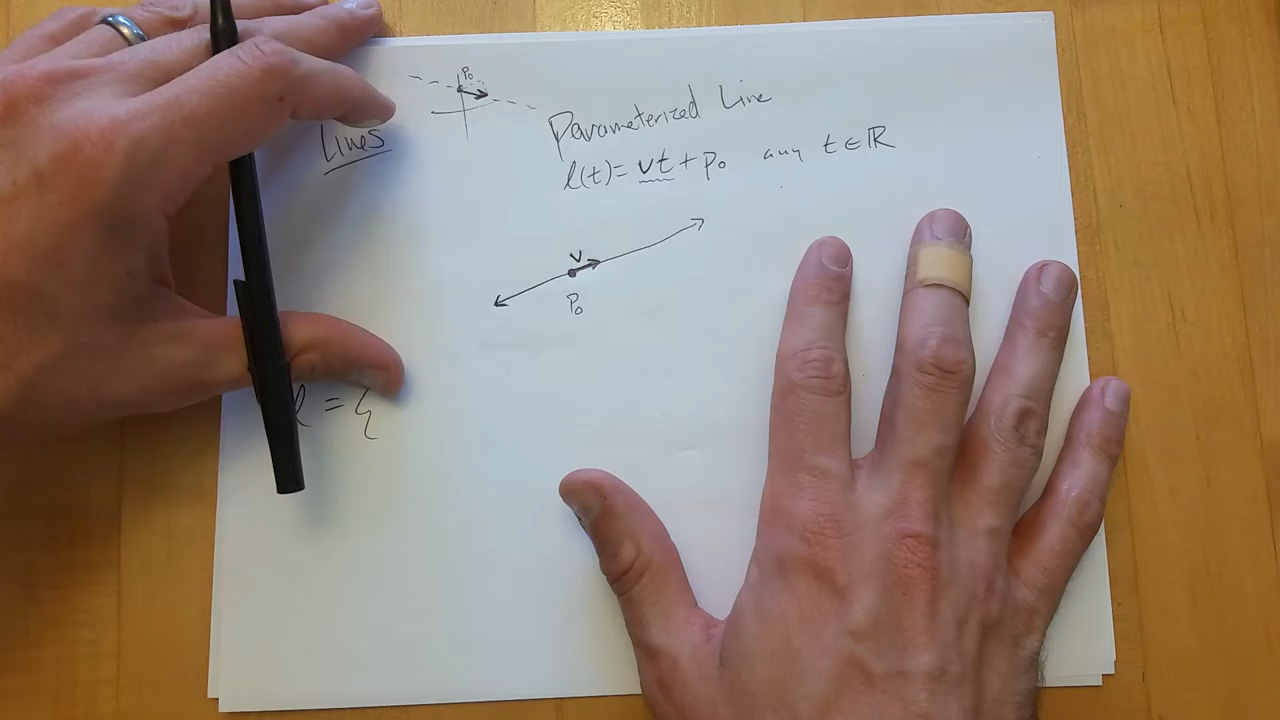 P₀
Lines
Parameterized Line
l(t)= vt + P₀ any t ∈ ℝ
v
P₀
l = {